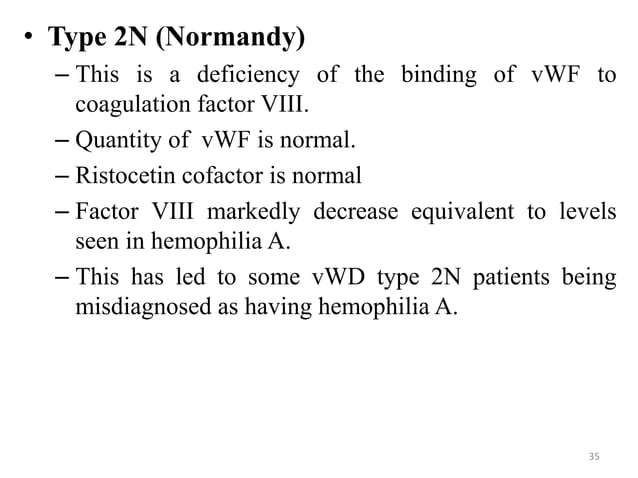 • Type 2N (Normandy)
– This is a deficiency of the binding of vWF to
coagulation factor VIII.
– Quantity of vWF is normal.
– Ristocetin cofactor is normal
– Factor VIII markedly decrease equivalent to levels
seen in hemophilia A.
– This has led to some vWD type 2N patients being
misdiagnosed as having hemophilia A.
35